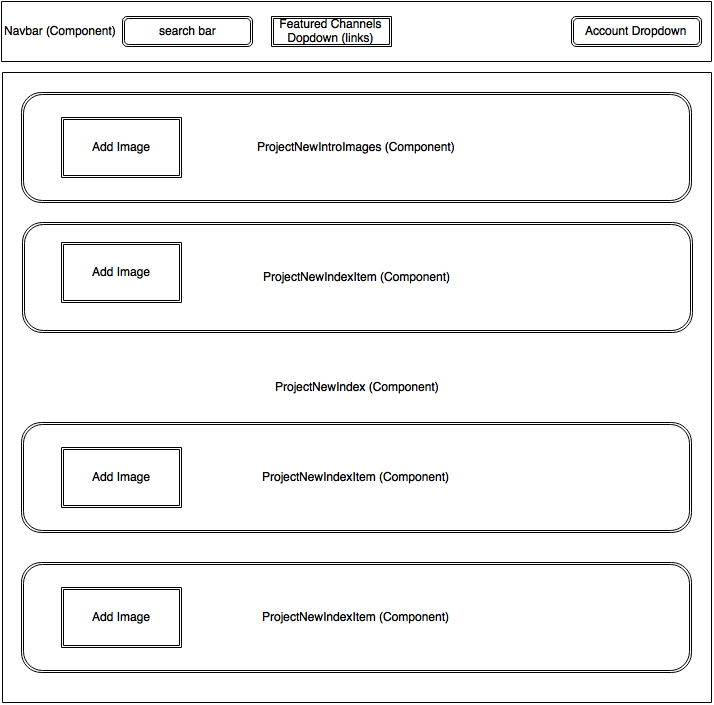 Navbar (Component)
search bar
Featured Channels
Dopdown (links)
Account Dropdown
Add Image
ProjectNewIntroImages (Component)
Add Image
ProjectNewIndexItem (Component)
ProjectNewIndex (Component)
Add Image
ProjectNewIndexItem (Component)
Add Image
ProjectNewIndexItem (Component)